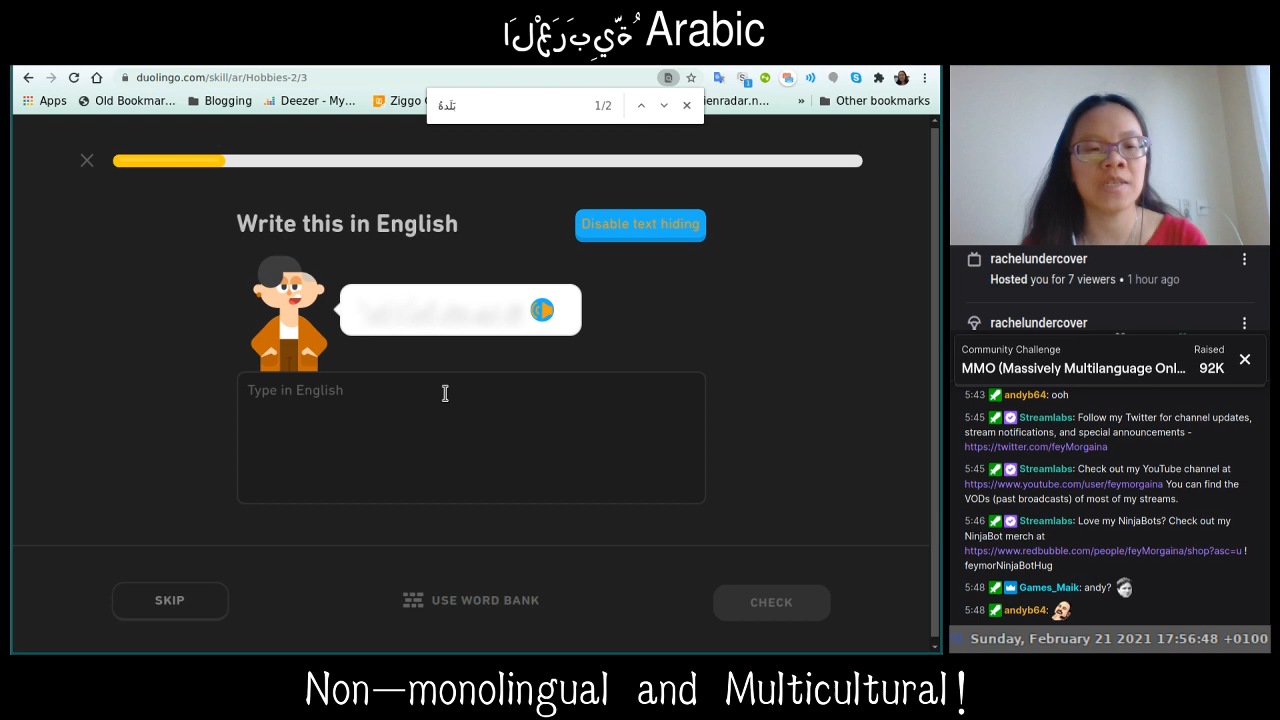 اَلْعَرَبِيّةُ Arabic
duolingo.com/skill/ar/Hobbies-2/3
Apps
Old Bookmar...
Blogging
Deezer - My...
Ziggo
ienradar.n...
»
Other bookmarks
بَلَدهُ
1/2
Write this in English
Disable text hiding
Type in English
SKIP
USE WORD BANK
CHECK
rachelundercover
Hosted you for 7 viewers • 1 hour ago
rachelundercover
Community Challenge
Raised
MMO (Massively Multilanguage Onl...
92K
5:43 andyb64: ooh
5:45 Streamlabs: Follow my Twitter for channel updates,
stream notifications, and special announcements -
https://twitter.com/feyMorgaina
5:45 Streamlabs: Check out my YouTube channel at
https://www.youtube.com/user/feymorgaina You can find the
VODs (past broadcasts) of most of my streams.
5:46 Streamlabs: Love my NinjaBots? Check out my
NinjaBot merch at
https://www.redbubble.com/people/feyMorgaina/shop?asc=u !
feymorNinjaBotHug
5:48 Games_Maik: andy?
5:48 andyb64:
Sunday, February 21 2021 17:56:48 +0100
Non-monolingual and Multicultural!